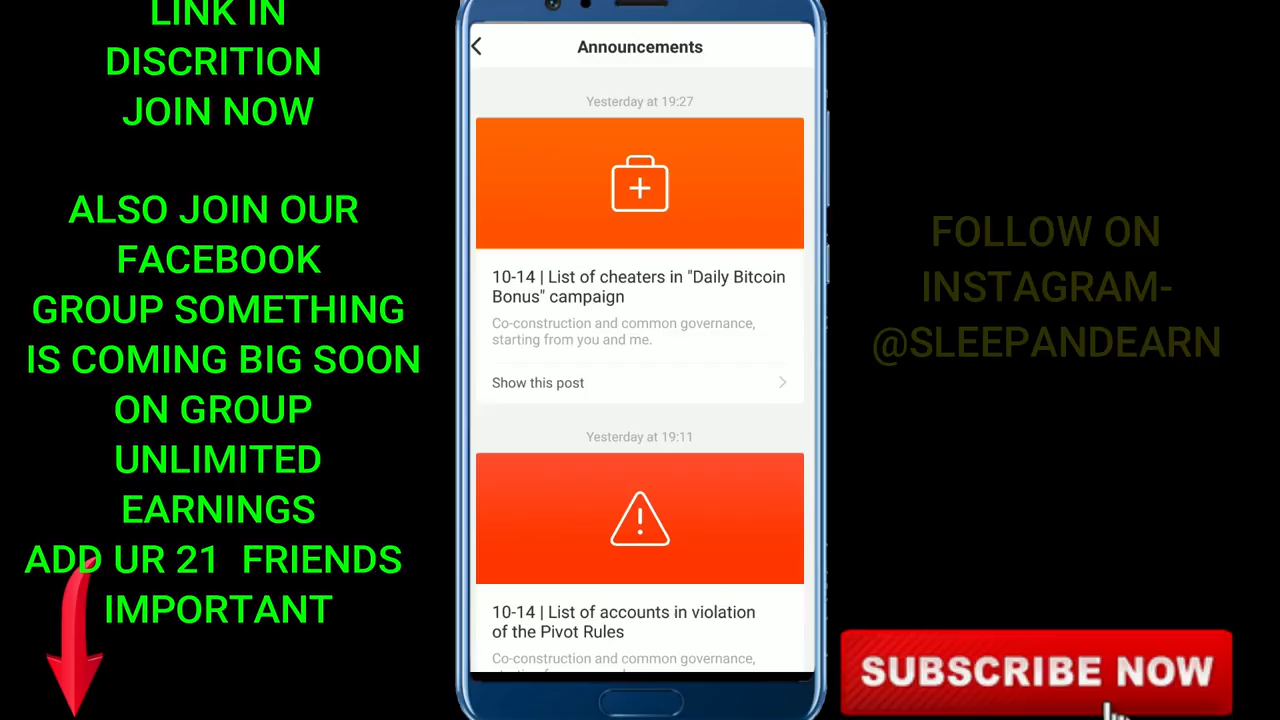 LINK IN
DISCRITION
JOIN NOW
ALSO JOIN OUR
FACEBOOK
GROUP SOMETHING
IS COMING BIG SOON
ON GROUP
UNLIMITED
EARNINGS
ADD UR 21 FRIENDS
IMPORTANT
Announcements
Yesterday at 19:27
10-14 | List of cheaters in "Daily Bitcoin
Bonus" campaign
Co-construction and common governance,
starting from you and me.
Show this post
Yesterday at 19:11
10-14 | List of accounts in violation
of the Pivot Rules
Co-construction and common governance,
FOLLOW ON
INSTAGRAM-
@SLEEPANDEARN
SUBSCRIBE NOW